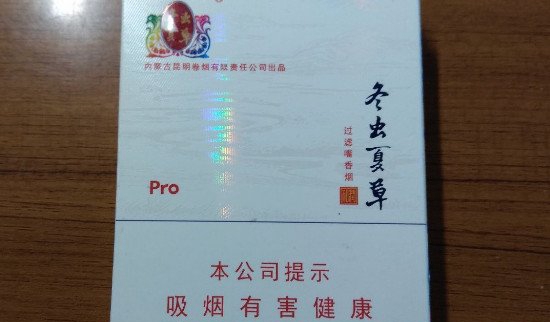 内蒙古昆明卷烟有限责任公司出品
冬虫夏草
过滤嘴香烟
Pro
本公司提示
吸烟有害健康